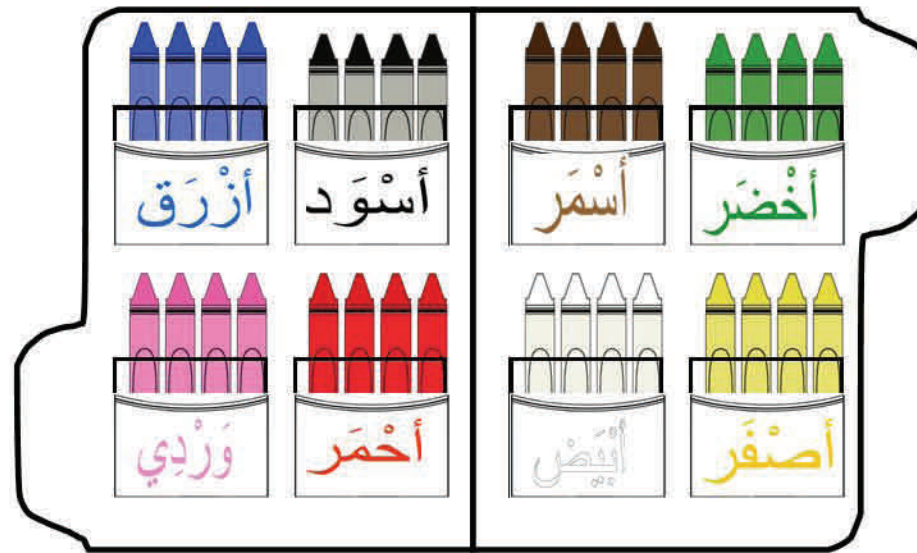 أخْضَر
أسْمَر
أسْوَد
أزْرَق
أصْفَر
أبْيَض
أحْمَر
وَرْدِي